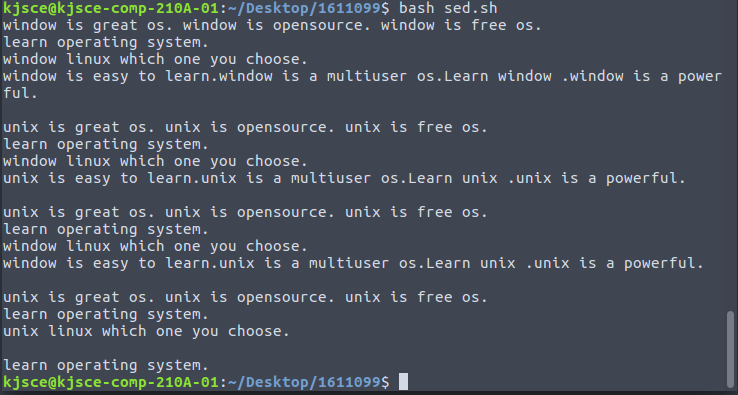 kjsce@kjsce-comp-210A-01:~/Desktop/1611099$ bash sed.sh
window is great os. window is opensource. window is free os.
learn operating system.
window linux which one you choose.
window is easy to learn.window is a multiuser os.Learn window .window is a power
ful.

unix is great os. unix is opensource. unix is free os.
learn operating system.
window linux which one you choose.
unix is easy to learn.unix is a multiuser os.Learn unix .unix is a powerful.

unix is great os. unix is opensource. unix is free os.
learn operating system.
window linux which one you choose.
window is easy to learn.unix is a multiuser os.Learn unix .unix is a powerful.

unix is great os. unix is opensource. unix is free os.
learn operating system.
unix linux which one you choose.

learn operating system.
kjsce@kjsce-comp-210A-01:~/Desktop/1611099$